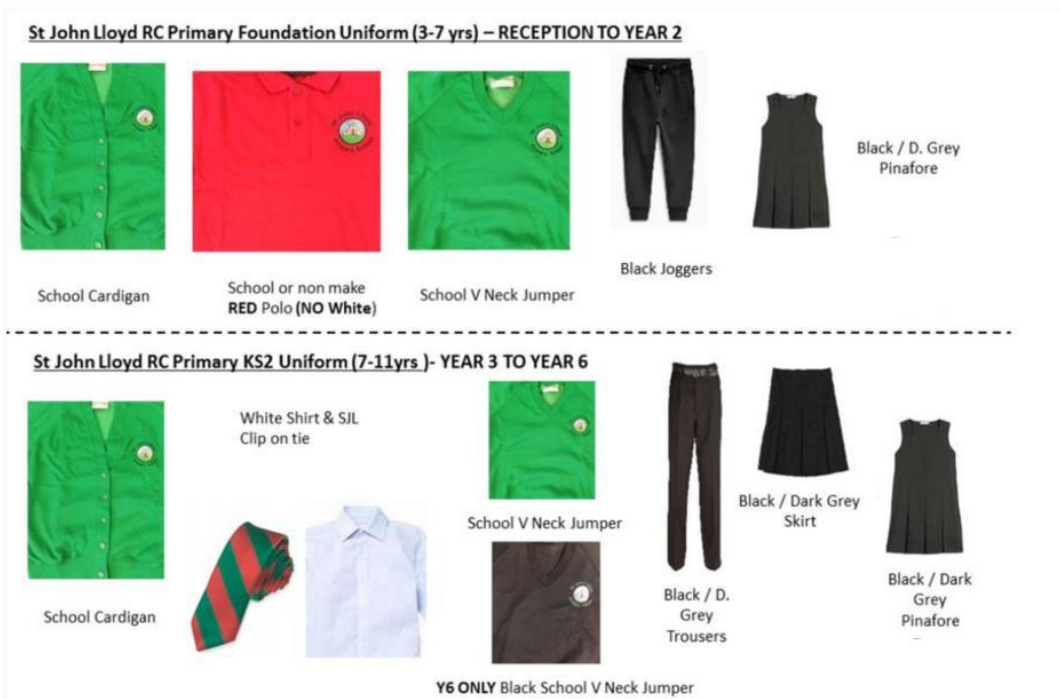 St John Lloyd RC Primary Foundation Uniform (3-7 yrs) – RECEPTION TO YEAR 2
School Cardigan
School or non make
RED Polo (NO White)
School V Neck Jumper
Black Joggers
Black / D. Grey
Pinafore
St John Lloyd RC Primary KS2 Uniform (7-11yrs )- YEAR 3 TO YEAR 6
School Cardigan
White Shirt & SJL
Clip on tie
School V Neck Jumper
Y6 ONLY Black School V Neck Jumper
Black / D.
Grey
Trousers
Black / Dark Grey
Skirt
Black / Dark
Grey
Pinafore